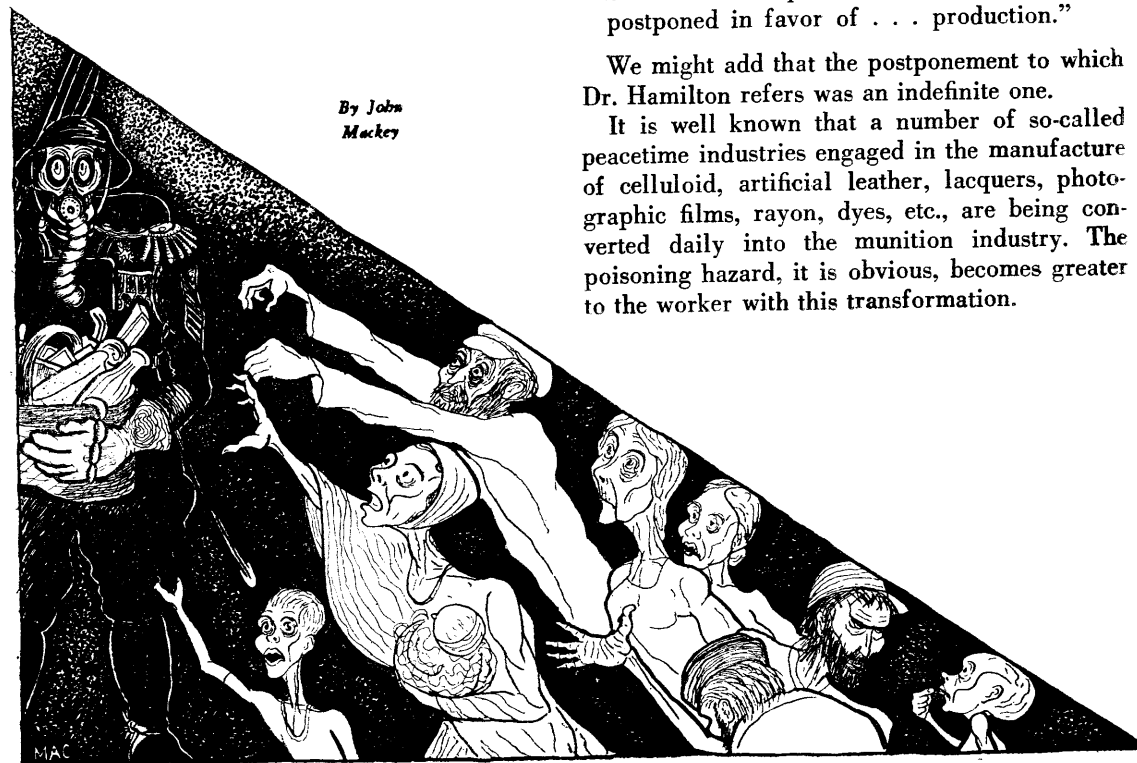 postponed in favor of . . . production.”
We might add that the postponement to which
Dr. Hamilton refers was an indefinite one.
It is well known that a number of so-called
peacetime industries engaged in the manufacture
of celluloid, artificial leather, lacquers, photo-
graphic films, rayon, dyes, etc., are being con-
verted daily into the munition industry. The
poisoning hazard, it is obvious, becomes greater
to the worker with this transformation.
By John
Mackey
MAC